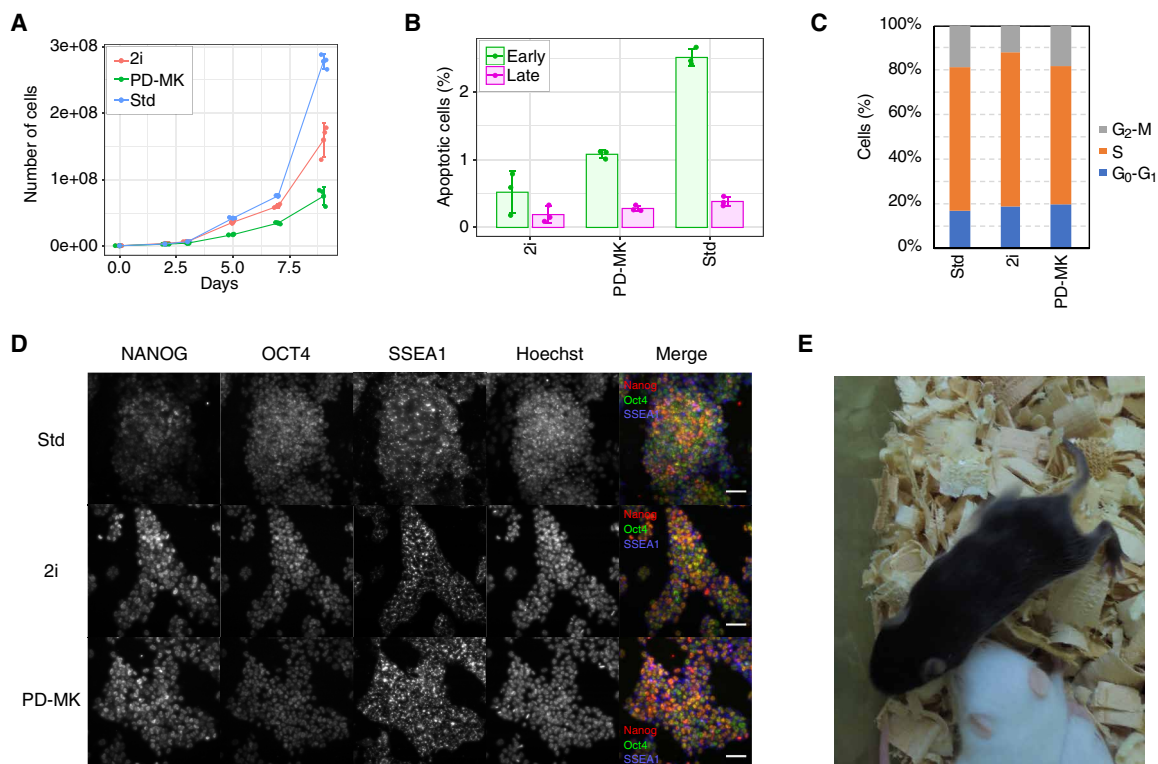 A
3e+08
2e+08
1e+08
0e+00
Number of cells
2i
PD-MK
Std
0.0
2.5
5.0
7.5
Days
B
Apoptotic cells (%)
2
1
0
Early
Late
2i
PD-MK
Std
C
100%
80%
60%
40%
20%
0%
Cells (%)
Std
2i
PD-MK
G₂-M
S
G₀-G₁
D
NANOG
OCT4
SSEA1
Hoechst
Merge
Std
Nanog
Oct4
SSEA1
2i
Nanog
Oct4
SSEA1
PD-MK
Nanog
Oct4
SSEA1
E